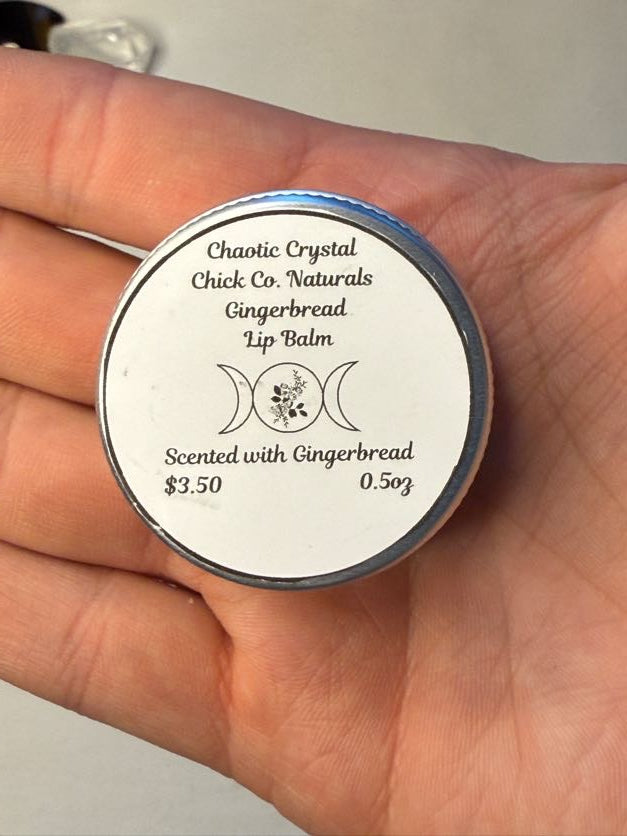 Chaotic Crystal
Chick Co. Naturals
Gingerbread
Lip Balm
Scented with Gingerbread
$3.50 0.5oz